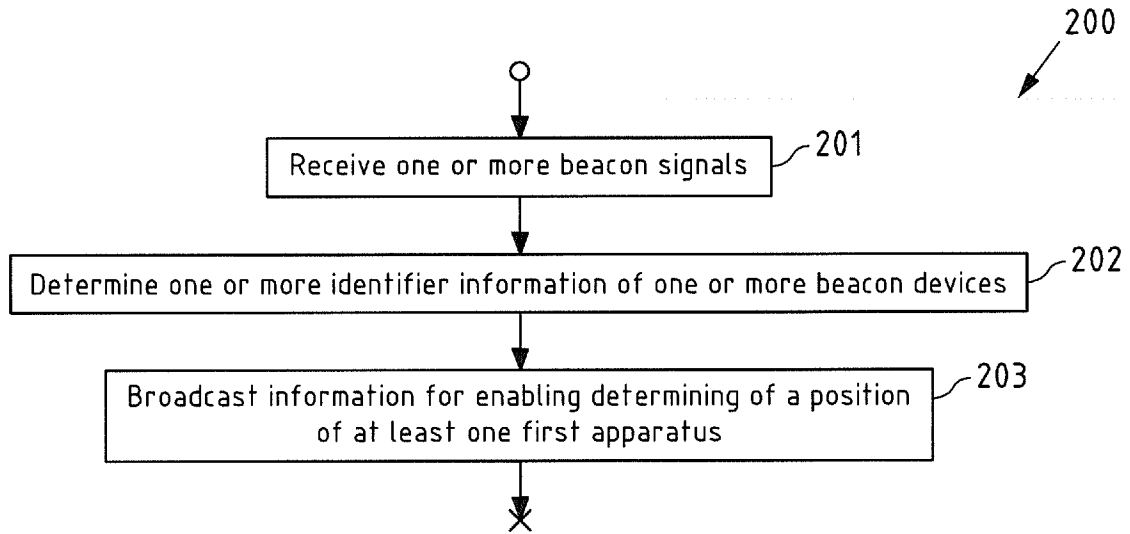 200
Receive one or more beacon signals
201
Determine one or more identifier information of one or more beacon devices
202
Broadcast information for enabling determining of a position
of at least one first apparatus
203